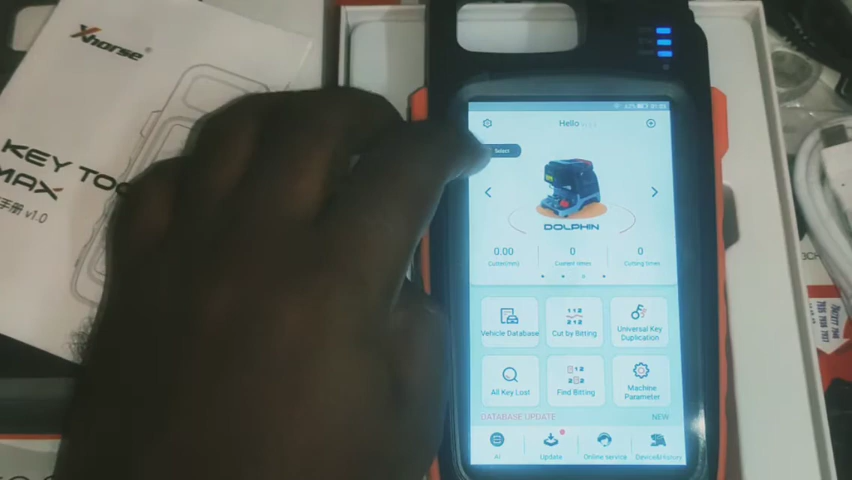 Xhorse
KEY TOO
MAX
手册 v1.0
62%
Hello
Select
DOLPHIN
0.00
0
0
Cutter(mm)
Current times
Cutting times
Vehicle Database
Cut by Bitting
Universal Key
Duplication
All Key Lost
Find Bitting
Machine
Parameter
DATABASE UPDATE
NEW
AI
Update
Online service
Device&History